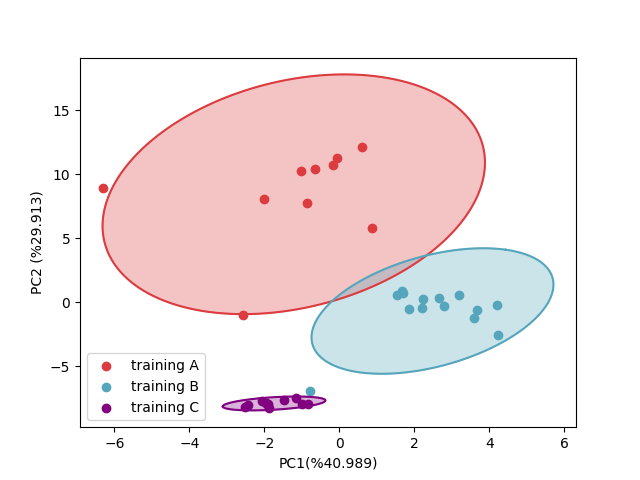 15
10
5
0
−5
PC2 (%29.913)
training A
training B
training C
−6
−4
−2
0
2
4
6
PC1(%40.989)